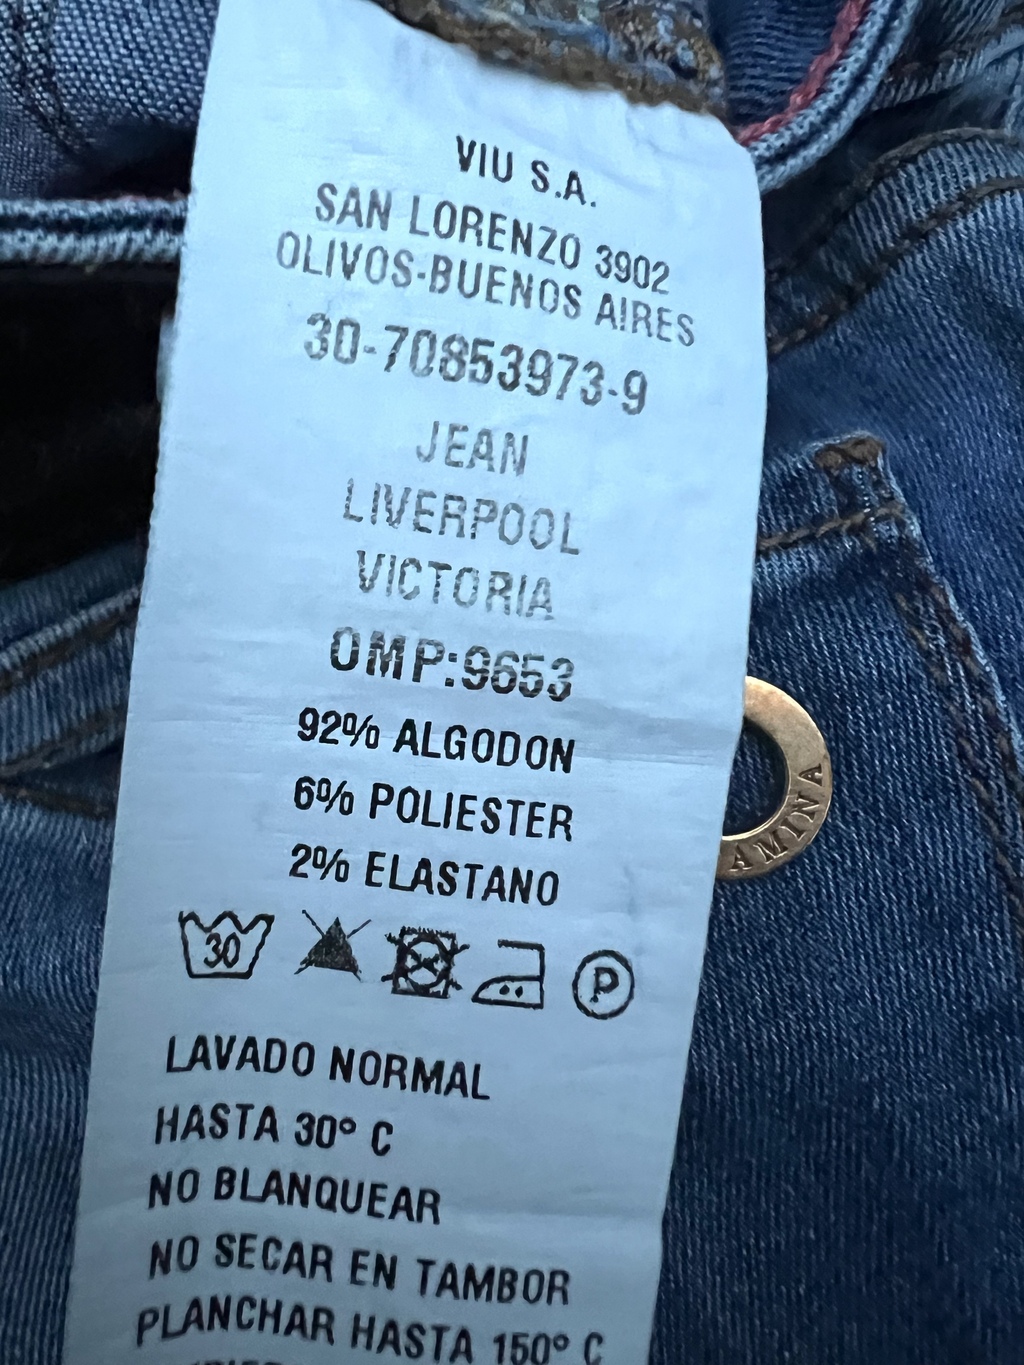 VIU S.A.
SAN LORENZO 3902
OLIVOS-BUENOS AIRES
30-70853973-9
JEAN
LIVERPOOL
VICTORIA
OMP:9653
92% ALGODON
6% POLIESTER
2% ELASTANO
30
P
LAVADO NORMAL
HASTA 30° C
NO BLANQUEAR
NO SECAR EN TAMBOR
PLANCHAR HASTA 150° C
AMINA